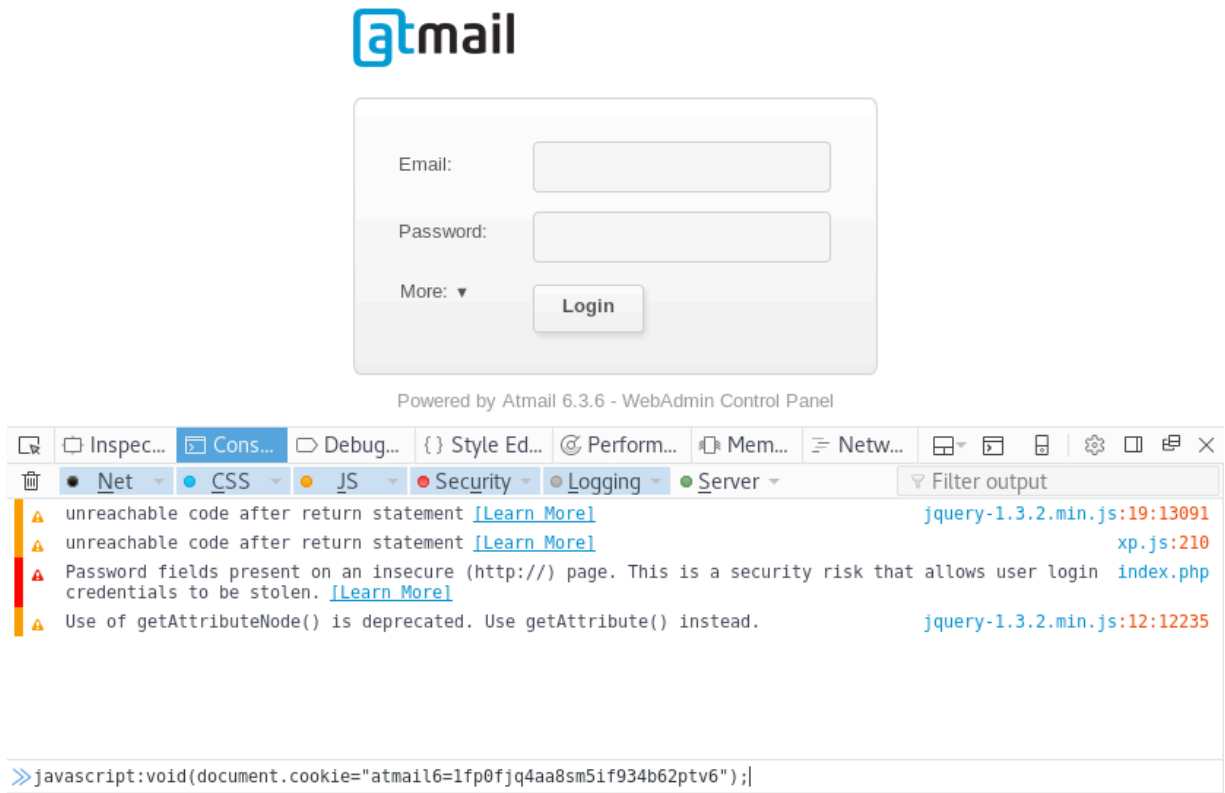 atmail
Email:
Password:
More: ▼
Login
Powered by Atmail 6.3.6 - WebAdmin Control Panel
Inspec... Cons... Debug... {} Style Ed... Perform... Mem... Netw...
Net CSS JS Security Logging Server Filter output
unreachable code after return statement [Learn More] jquery-1.3.2.min.js:19:13091
unreachable code after return statement [Learn More] xp.js:210
Password fields present on an insecure (http://) page. This is a security risk that allows user login index.php
credentials to be stolen. [Learn More]
Use of getAttributeNode() is deprecated. Use getAttribute() instead. jquery-1.3.2.min.js:12:12235
javascript:void(document.cookie="atmail6=1fp0fjq4aa8sm5if934b62ptv6");